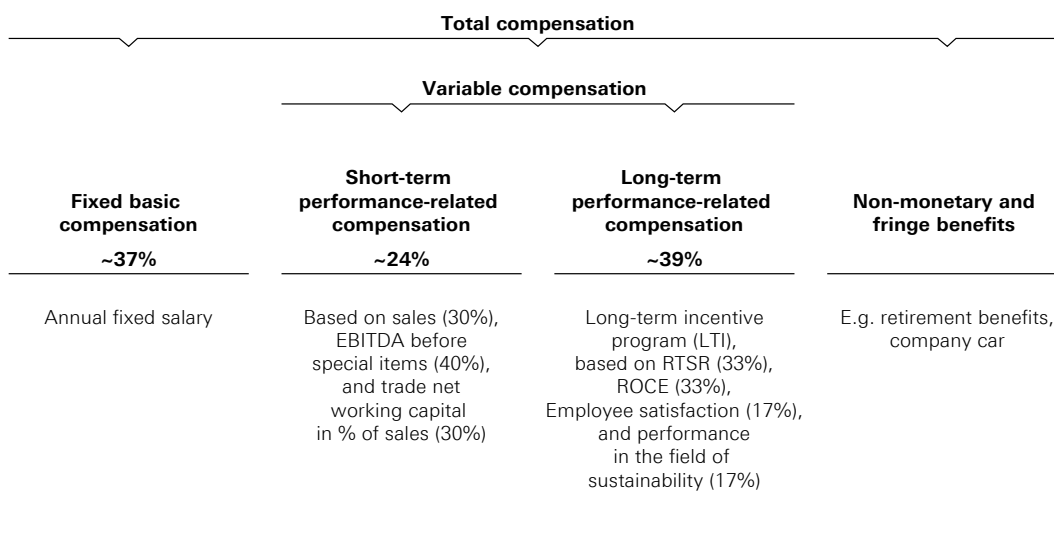 Total compensation
Variable compensation
Fixed basic
compensation
~37%
Annual fixed salary
Short-term
performance-related
compensation
~24%
Based on sales (30%),
EBITDA before
special items (40%),
and trade net
working capital
in % of sales (30%)
Long-term
performance-related
compensation
~39%
Long-term incentive
program (LTI),
based on RTSR (33%),
ROCE (33%),
Employee satisfaction (17%),
and performance
in the field of
sustainability (17%)
Non-monetary and
fringe benefits
E.g. retirement benefits,
company car